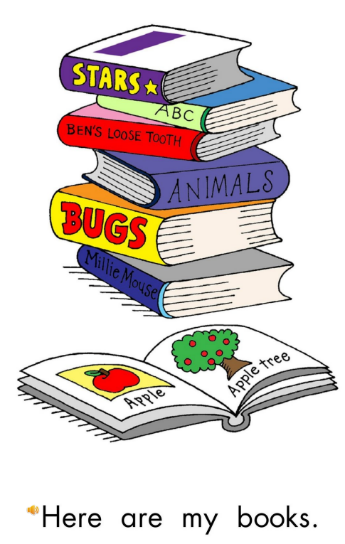 STARS
ABC
BEN'S LOOSE TOOTH
ANIMALS
BUGS
Millie Mouse
Apple
Apple tree
Here are my books.